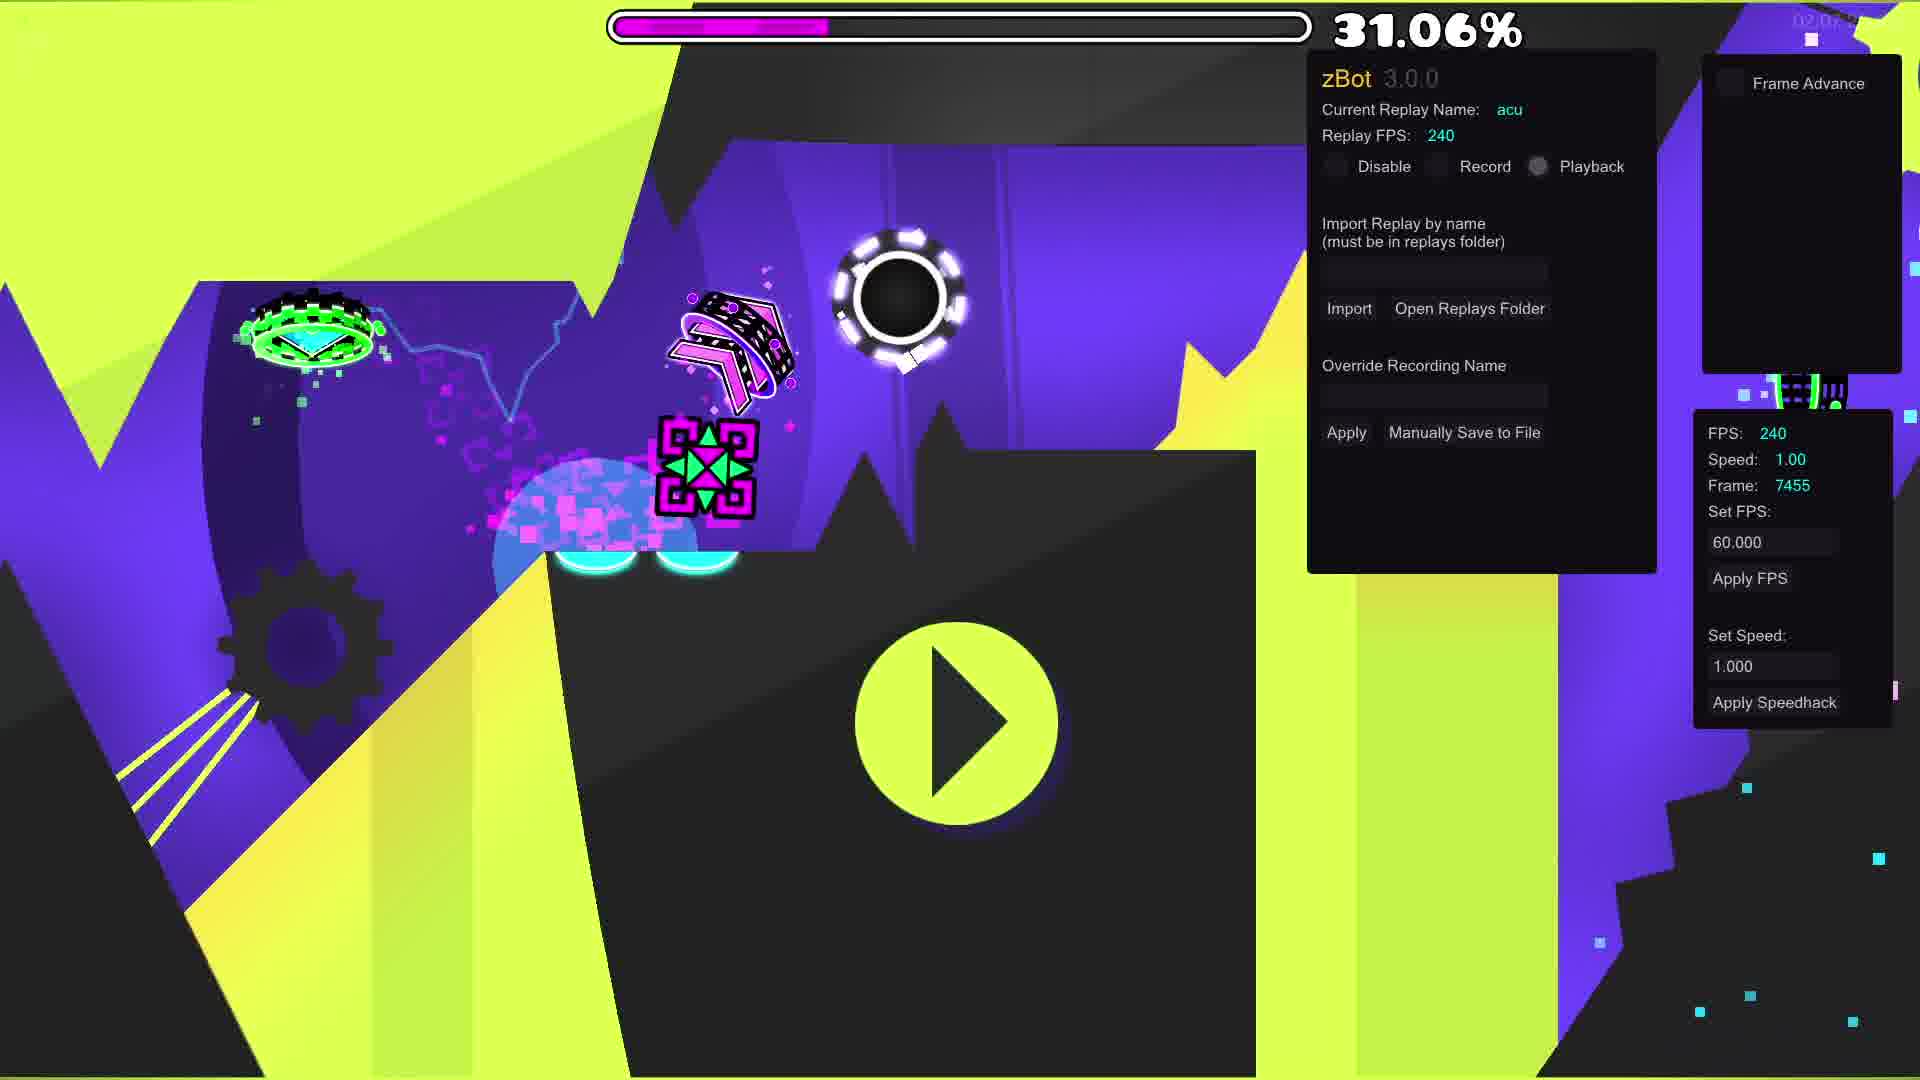 31.06%
zBot 3.0.0
Current Replay Name: acu
Replay FPS: 240
Disable Record Playback
Import Replay by name
(must be in replays folder)
Import Open Replays Folder
Override Recording Name
Apply Manually Save to File
Frame Advance
FPS: 240
Speed: 1.00
Frame: 7455
Set FPS:
60.000
Apply FPS
Set Speed:
1.000
Apply Speedhack